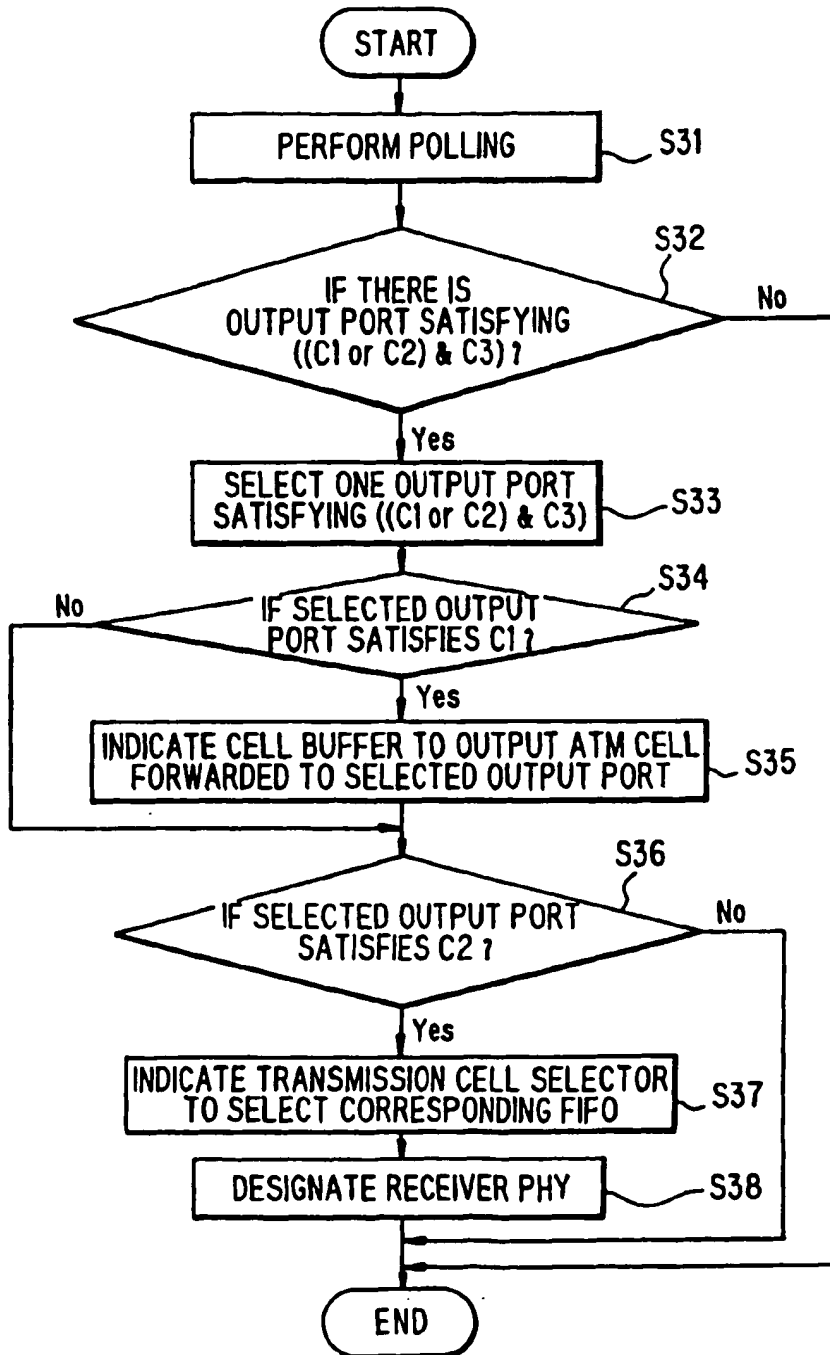 START
PERFORM POLLING
S31
S32
IF THERE IS
OUTPUT PORT SATISFYING
((C1 or C2) & C3)?
No
Yes
SELECT ONE OUTPUT PORT
SATISFYING ((C1 or C2) & C3)
S33
S34
IF SELECTED OUTPUT
PORT SATISFIES C1?
No
Yes
INDICATE CELL BUFFER TO OUTPUT ATM CELL
FORWARDED TO SELECTED OUTPUT PORT
S35
S36
IF SELECTED OUTPUT PORT
SATISFIES C2?
No
Yes
INDICATE TRANSMISSION CELL SELECTOR
TO SELECT CORRESPONDING FIFO
S37
DESIGNATE RECEIVER PHY
S38
END